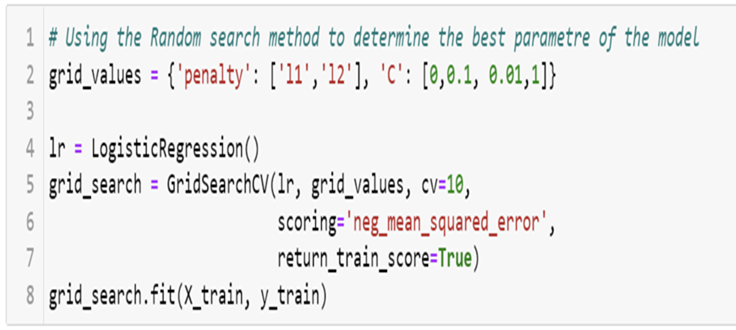 1 # Using the Random search method to determine the best parametre of the model
2 grid_values = {'penalty': ['l1','l2'], 'C': [0,0.1, 0.01,1]}
3
4 lr = LogisticRegression()
5 grid_search = GridSearchCV(lr, grid_values, cv=10,
6 scoring='neg_mean_squared_error',
7 return_train_score=True)
8 grid_search.fit(X_train, y_train)